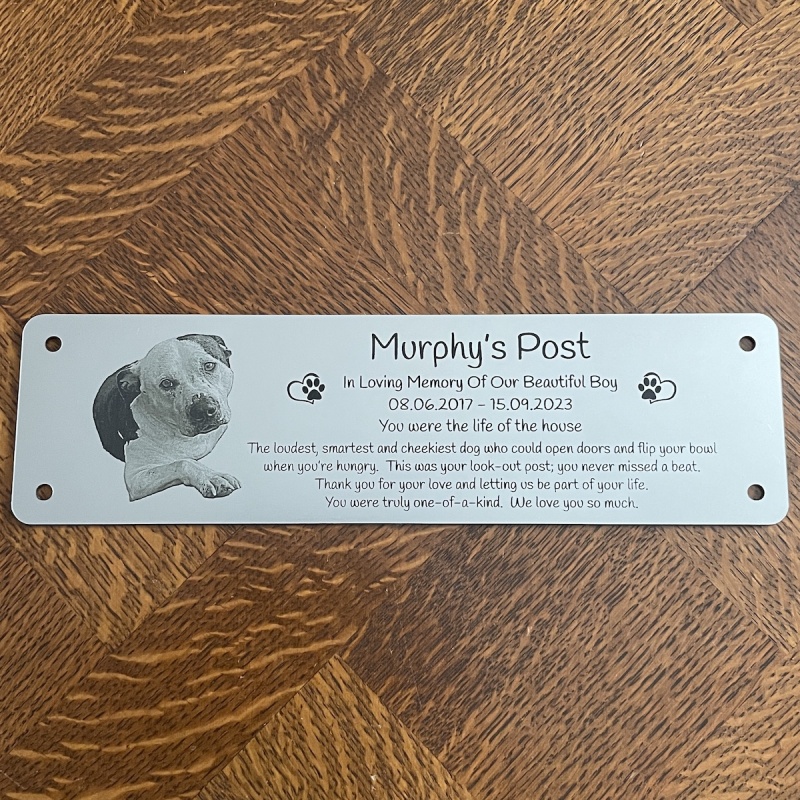 Murphy's Post
In Loving Memory Of Our Beautiful Boy
08.06.2017 - 15.09.2023
You were the life of the house
The loudest, smartest and cheekiest dog who could open doors and flip your bowl
when you're hungry. This was your look-out post; you never missed a beat.
Thank you for your love and letting us be part of your life.
You were truly one-of-a-kind. We love you so much.